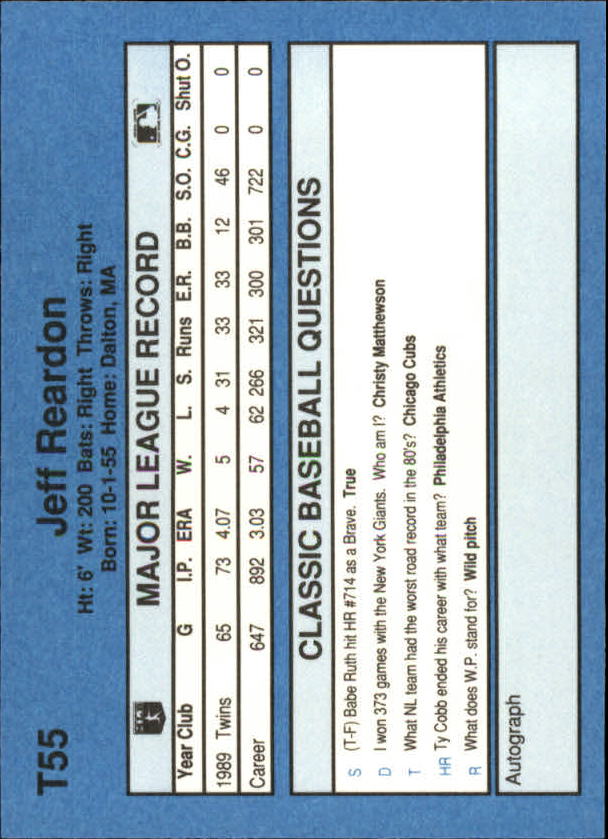 T55
Jeff Reardon
Ht: 6' Wt: 200 Bats: Right Throws: Right
Born: 10-1-55 Home: Dalton, MA
MAJOR LEAGUE RECORD
Year Club G I.P. ERA W. L. S. Runs E.R. B.B. S.O. C.G. Shut O.
1989 Twins 65 73 4.07 5 4 31 33 33 12 46 0 0
Career 647 892 3.03 57 62 266 321 300 301 722 0 0
CLASSIC BASEBALL QUESTIONS
S (T-F) Babe Ruth hit HR #714 as a Brave. True
D I won 373 games with the New York Giants. Who am I? Christy Matthewson
T What NL team had the worst road record in the 80's? Chicago Cubs
HR Ty Cobb ended his career with what team? Philadelphia Athletics
R What does W.P. stand for? Wild pitch
Autograph